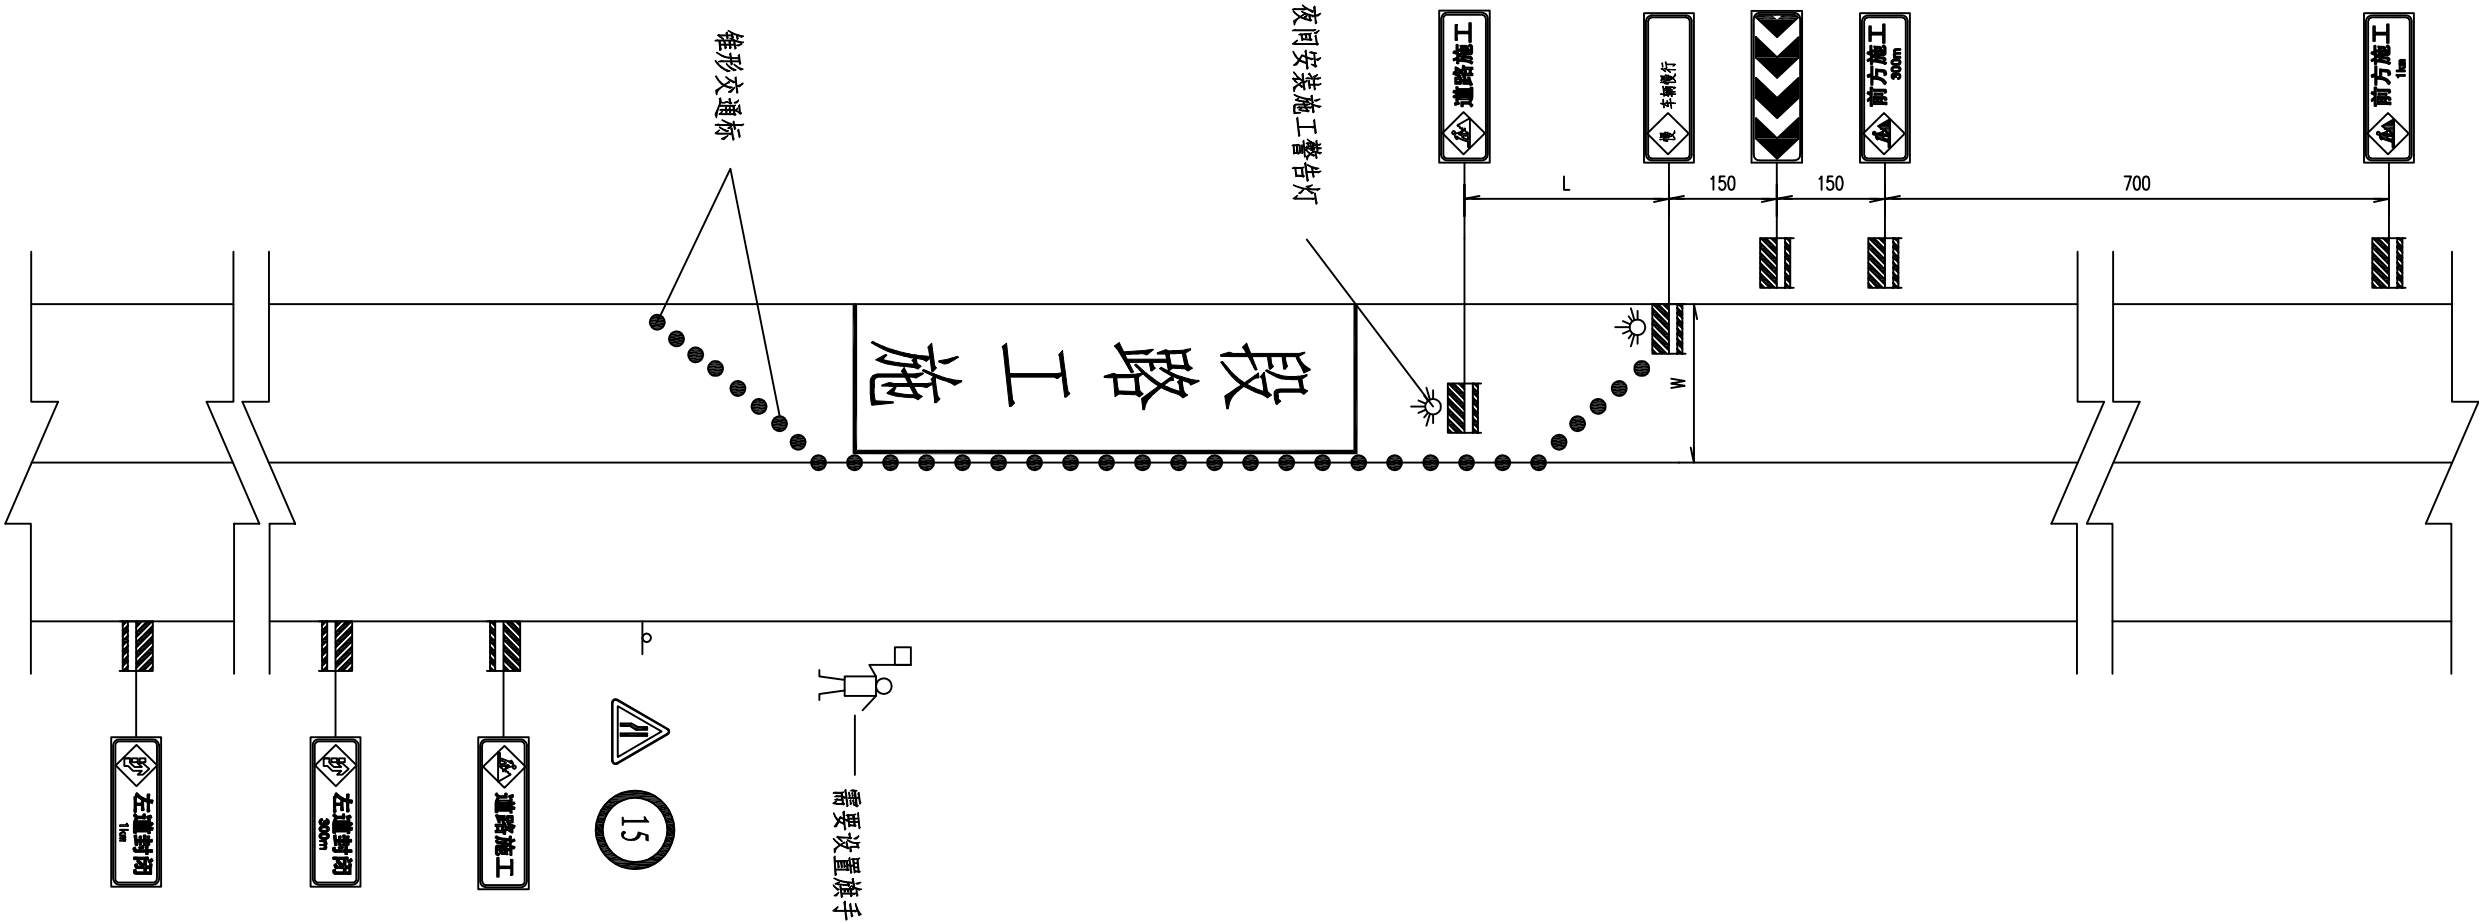 锥形交通标
夜间安装施工警告灯
道路施工
慢
车辆慢行
前方施工
300m
前方施工
1km
L
150
150
700
W
施工路段
左道封闭
1km
左道封闭
300m
道路施工
15
需要设置旗手